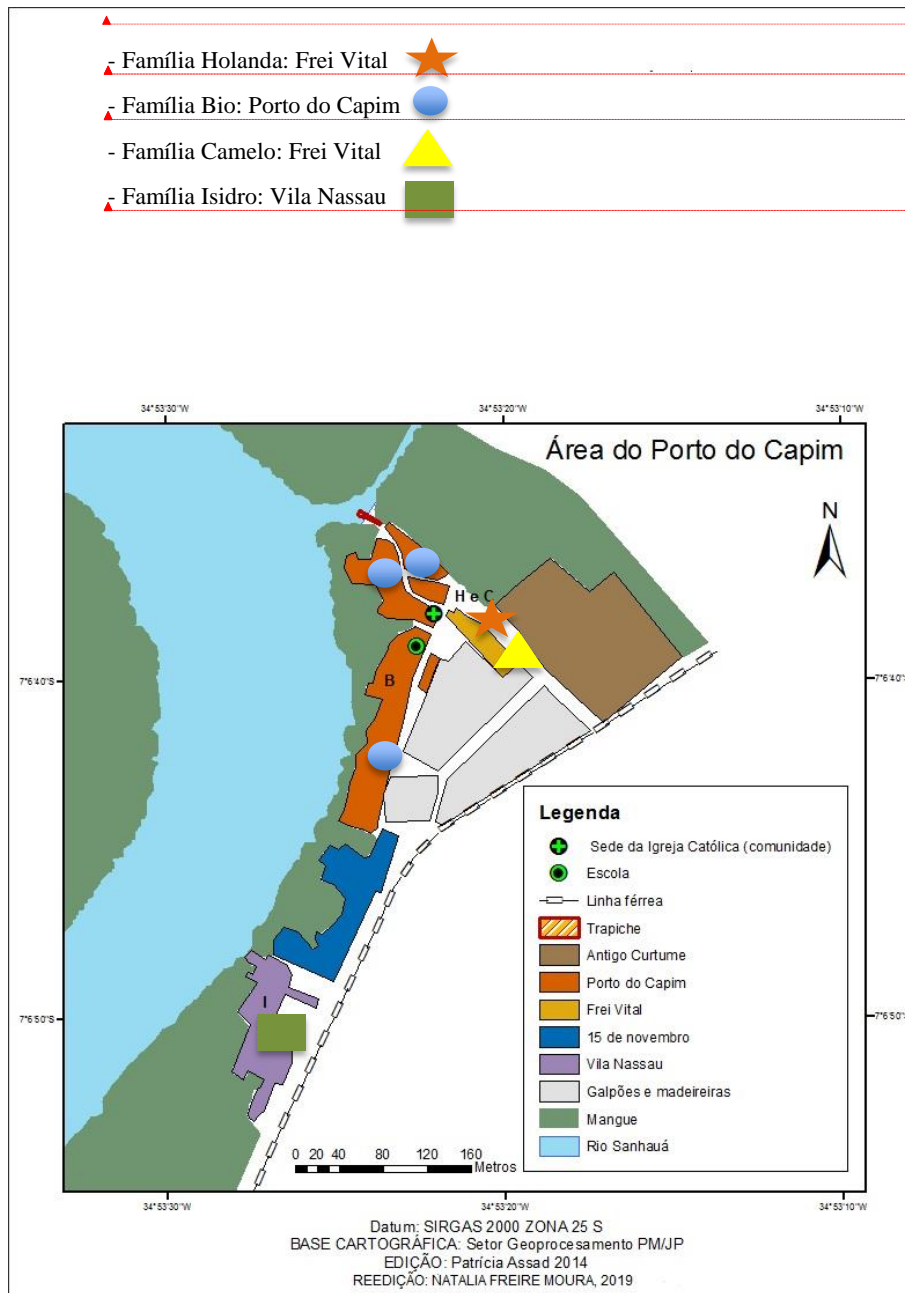 - Família Holanda: Frei Vital
- Família Bio: Porto do Capim
- Família Camelo: Frei Vital
- Família Isidro: Vila Nassau
34°53'30"W
34°53'20"W
34°53'10"W
Área do Porto do Capim
N
H e C
B
7°6'40"S
7°6'40"S
I
7°6'50"S
7°6'50"S
Legenda
Sede da Igreja Católica (comunidade)
Escola
Linha férrea
Trapiche
Antigo Curtume
Porto do Capim
Frei Vital
15 de novembro
Vila Nassau
Galpões e madeireiras
Mangue
Rio Sanhauá
0 20 40 80 120 160
Metros
34°53'30"W
34°53'20"W
34°53'10"W
Datum: SIRGAS 2000 ZONA 25 S
BASE CARTOGRÁFICA: Setor Geoprocesamento PM/JP
EDIÇÃO: Patrícia Assad 2014
REEDIÇÃO: NATALIA FREIRE MOURA, 2019